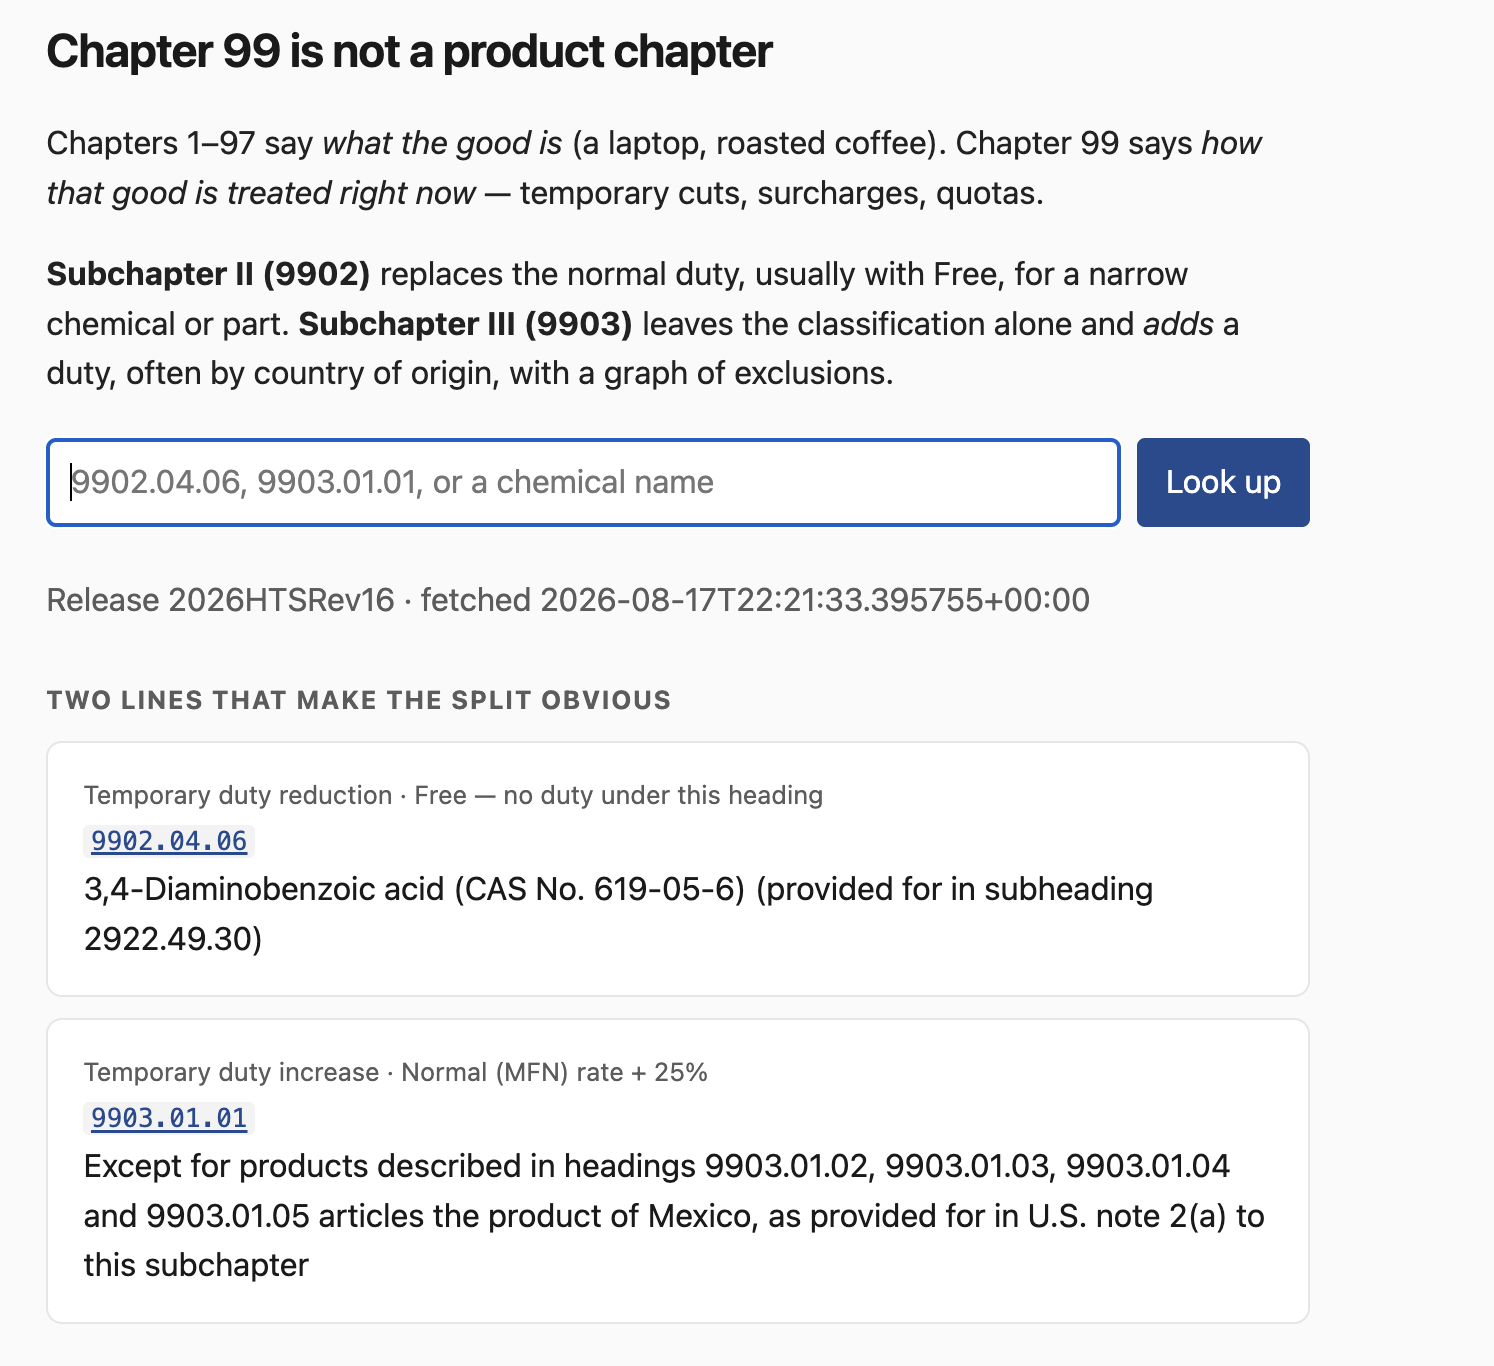 Chapter 99 is not a product chapter
Chapters 1–97 say what the good is (a laptop, roasted coffee). Chapter 99 says how
that good is treated right now — temporary cuts, surcharges, quotas.
Subchapter II (9902) replaces the normal duty, usually with Free, for a narrow
chemical or part. Subchapter III (9903) leaves the classification alone and adds a
duty, often by country of origin, with a graph of exclusions.
9902.04.06, 9903.01.01, or a chemical name
Look up
Release 2026HTSRev16 · fetched 2026-08-17T22:21:33.395755+00:00
TWO LINES THAT MAKE THE SPLIT OBVIOUS
Temporary duty reduction · Free — no duty under this heading
9902.04.06
3,4-Diaminobenzoic acid (CAS No. 619-05-6) (provided for in subheading
2922.49.30)
Temporary duty increase · Normal (MFN) rate + 25%
9903.01.01
Except for products described in headings 9903.01.02, 9903.01.03, 9903.01.04
and 9903.01.05 articles the product of Mexico, as provided for in U.S. note 2(a) to
this subchapter